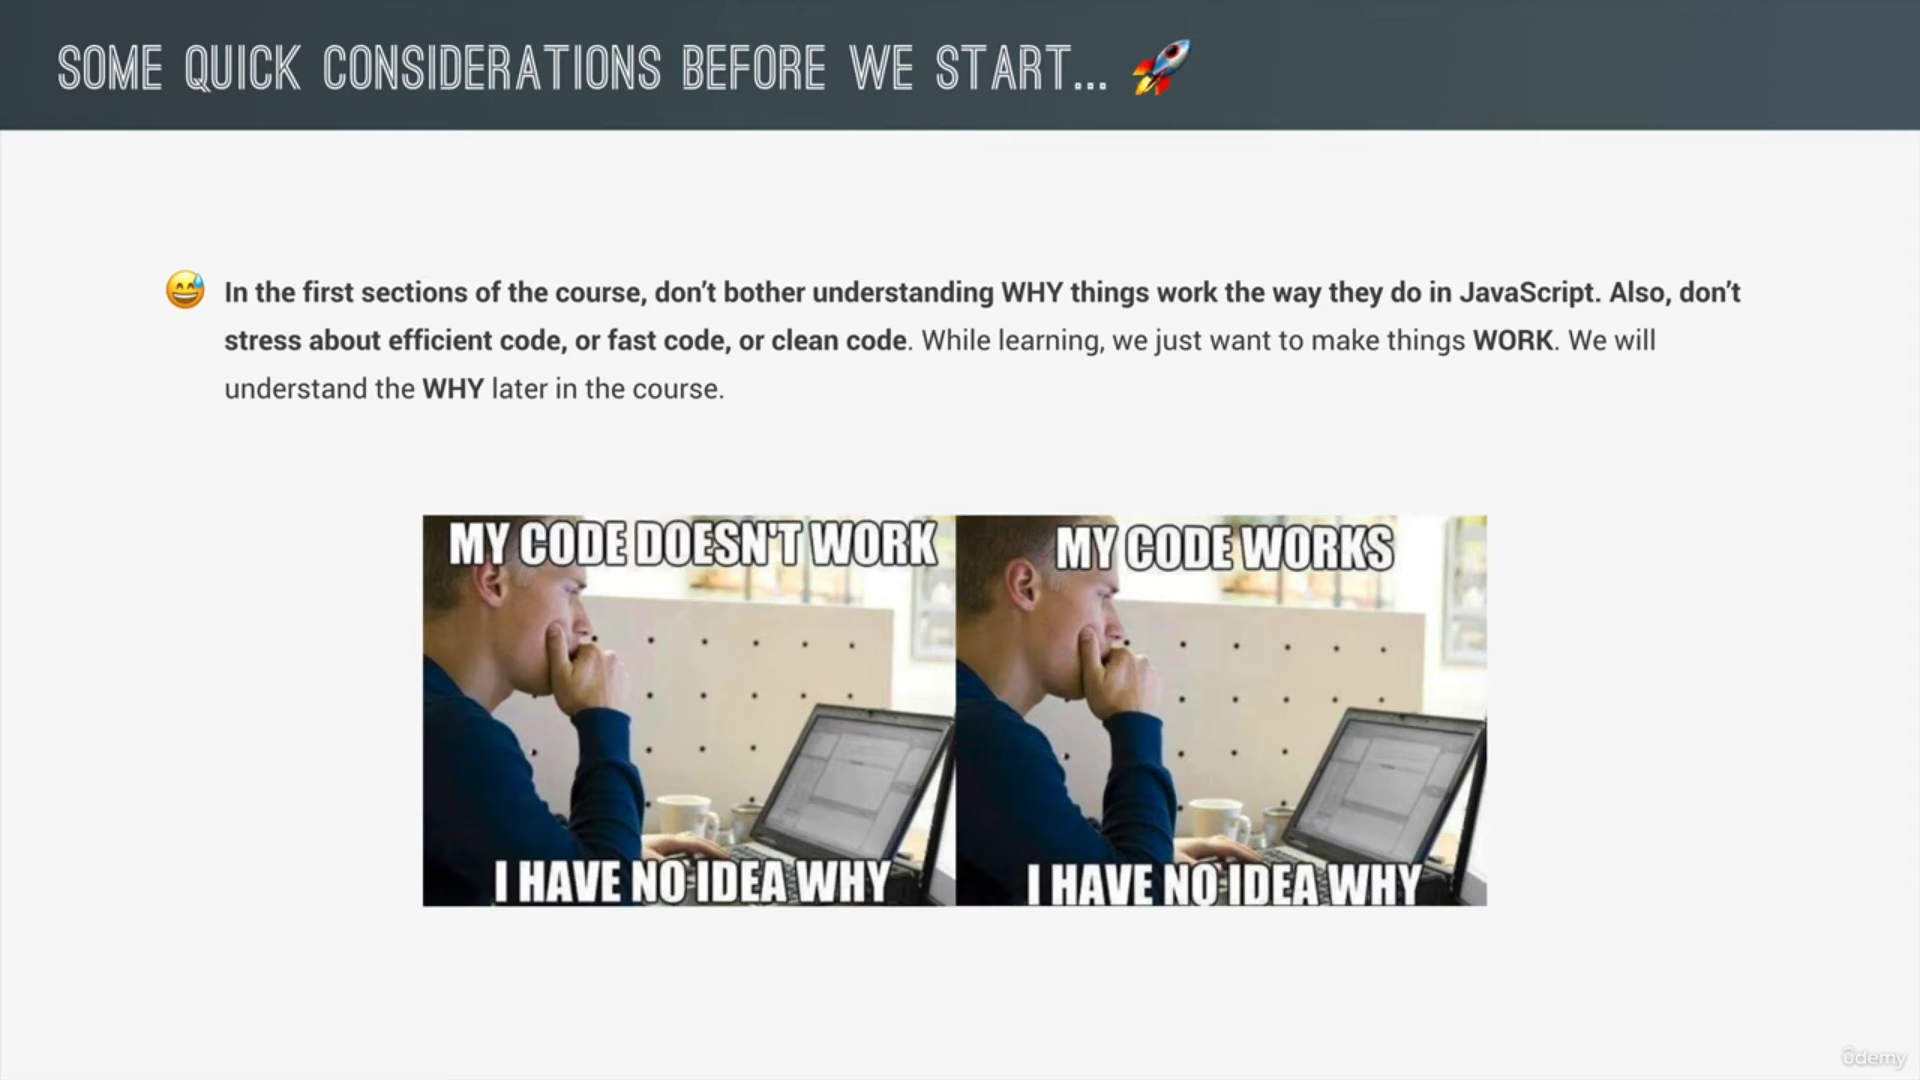 SOME QUICK CONSIDERATIONS BEFORE WE START... 🚀
😅 In the first sections of the course, don’t bother understanding WHY things work the way they do in JavaScript. Also, don’t
stress about efficient code, or fast code, or clean code. While learning, we just want to make things WORK. We will
understand the WHY later in the course.
MY CODE DOESN'T WORK
I HAVE NO IDEA WHY
MY CODE WORKS
I HAVE NO IDEA WHY
ûdemy